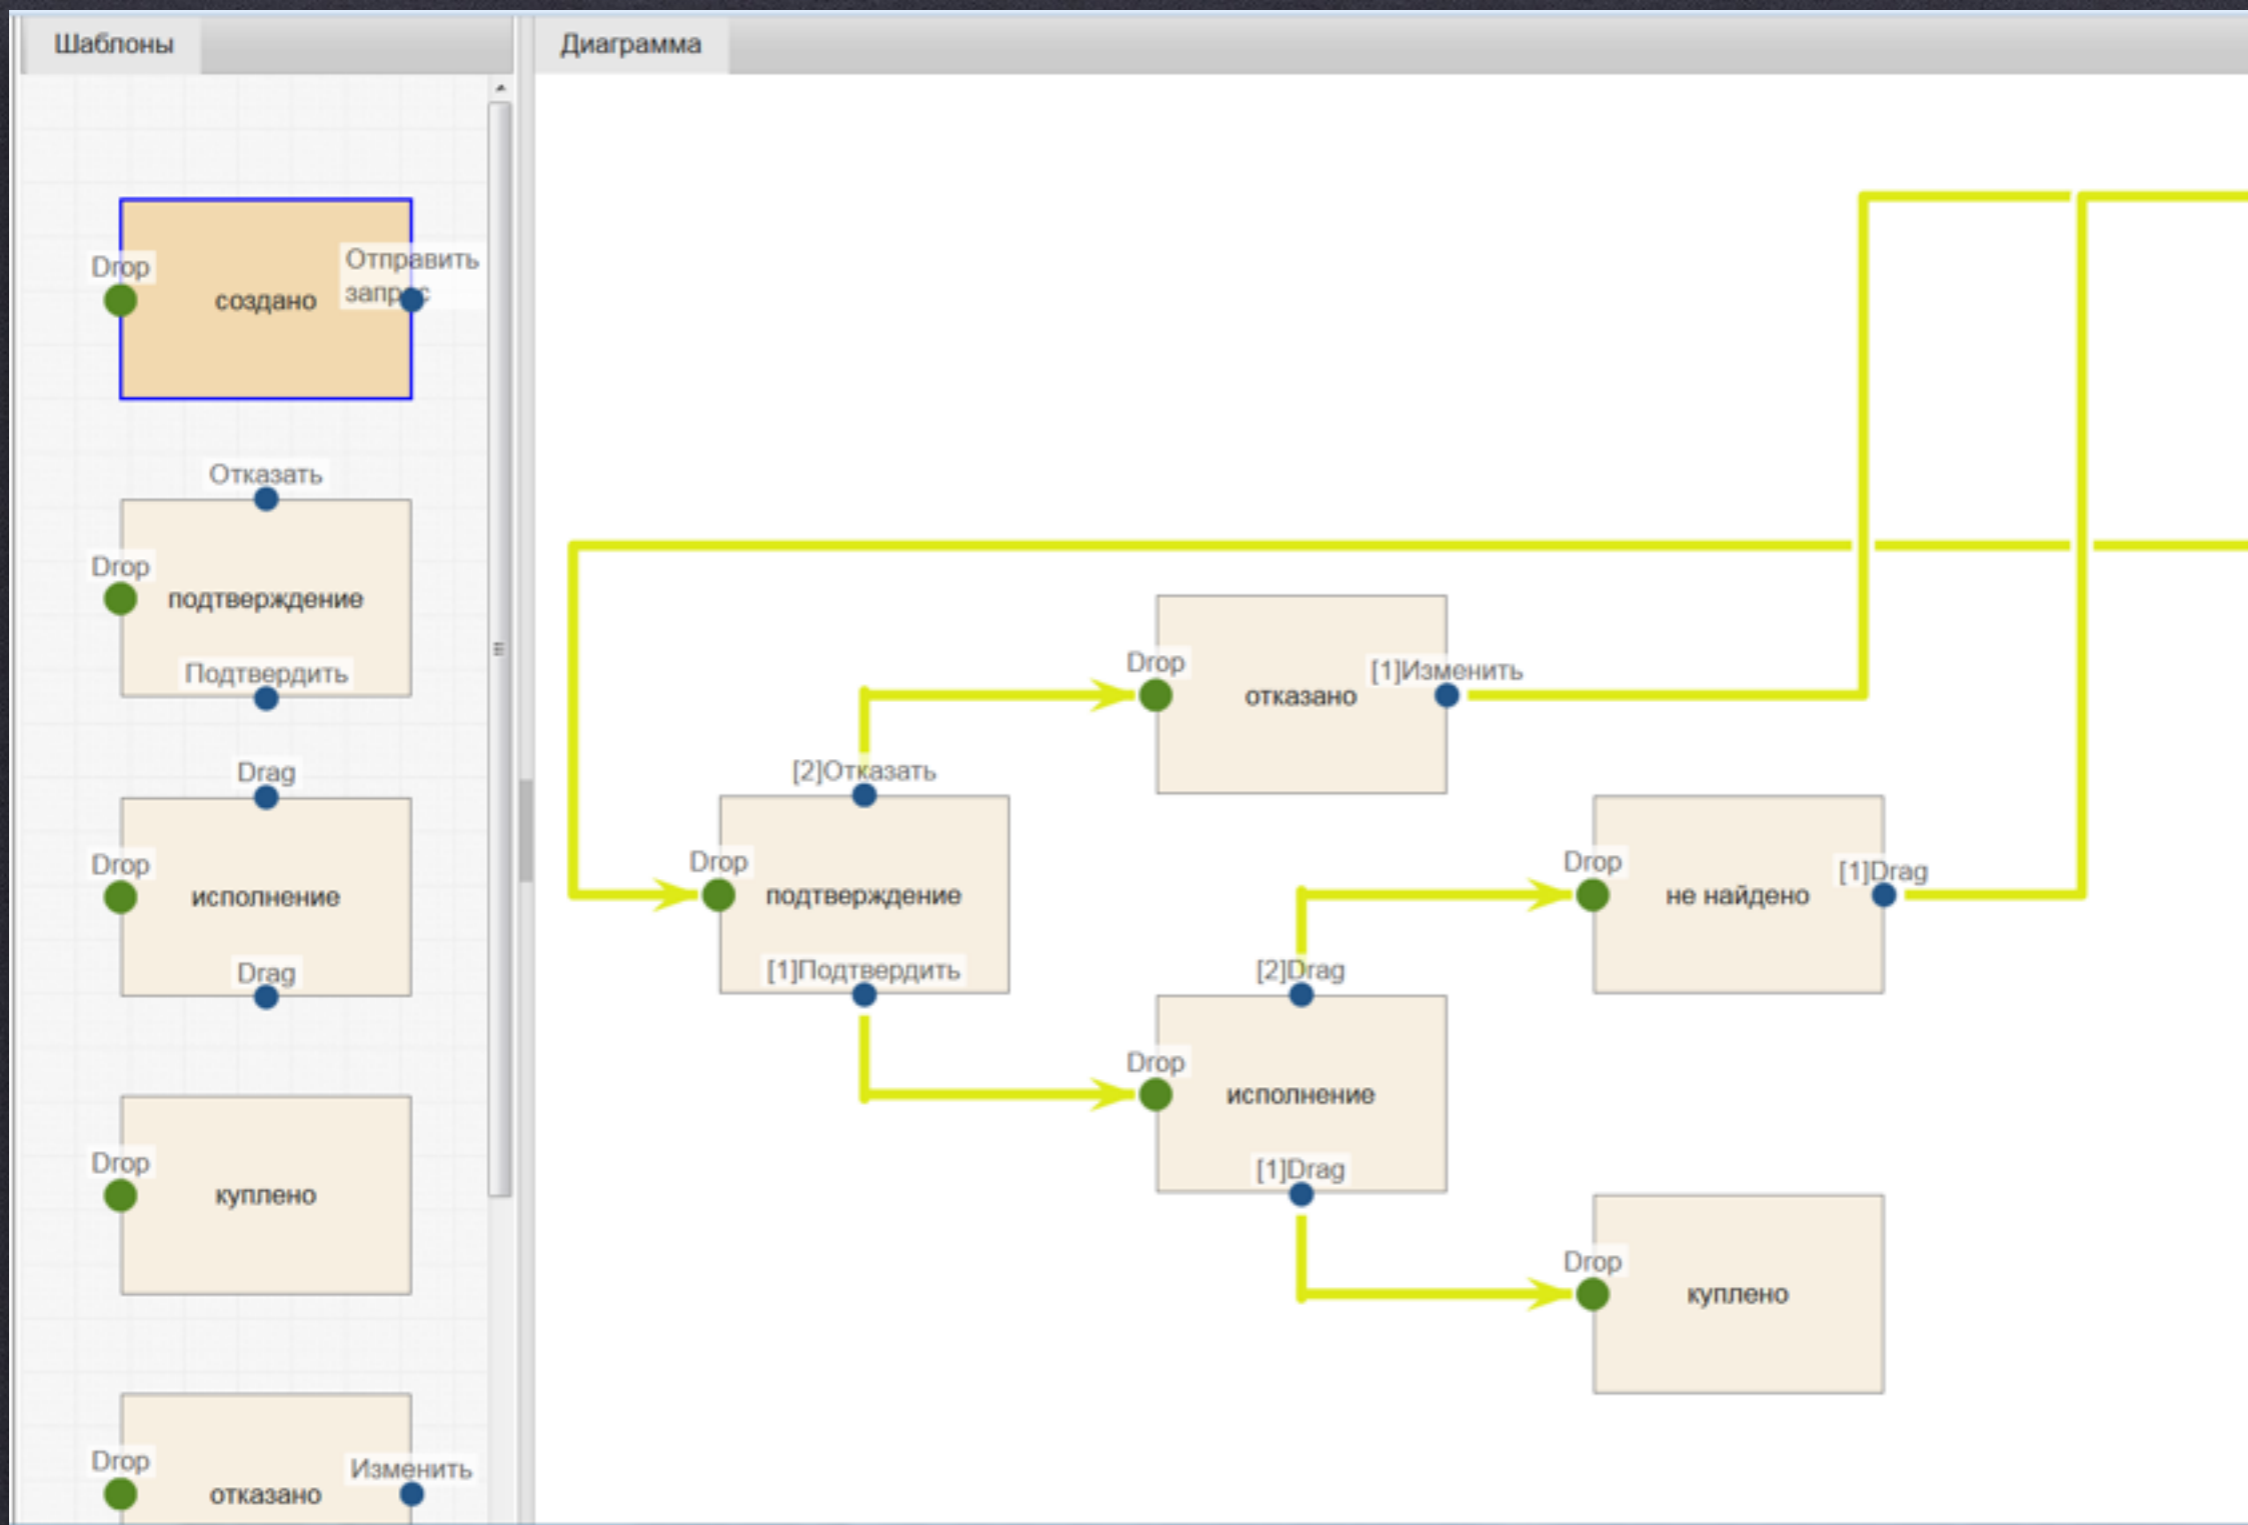 Шаблоны
Drop
создано
Отправить
запрос
Отказать
Drop
подтверждение
Подтвердить
Drag
Drop
исполнение
Drag
Drop
куплено
Drop
Изменить
отказано
Диаграмма
Drop
отказано
[1]Изменить
[2]Отказать
Drop
подтверждение
[1]Подтвердить
Drop
не найдено
[1]Drag
[2]Drag
Drop
исполнение
[1]Drag
Drop
куплено